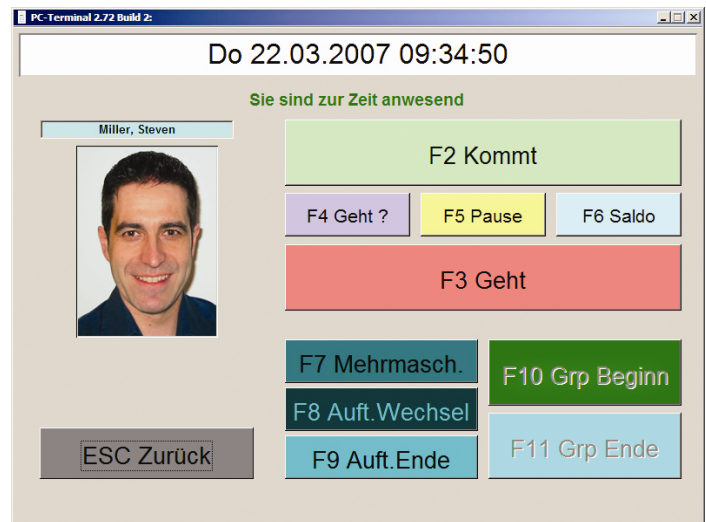 PC-Terminal 2.72 Build 2:
Do 22.03.2007 09:34:50
Sie sind zur Zeit anwesend
Miller, Steven
F2 Kommt
F4 Geht ?
F5 Pause
F6 Saldo
F3 Geht
F7 Mehrmasch.
F10 Grp Beginn
F8 Auft.Wechsel
F11 Grp Ende
ESC Zurück
F9 Auft.Ende